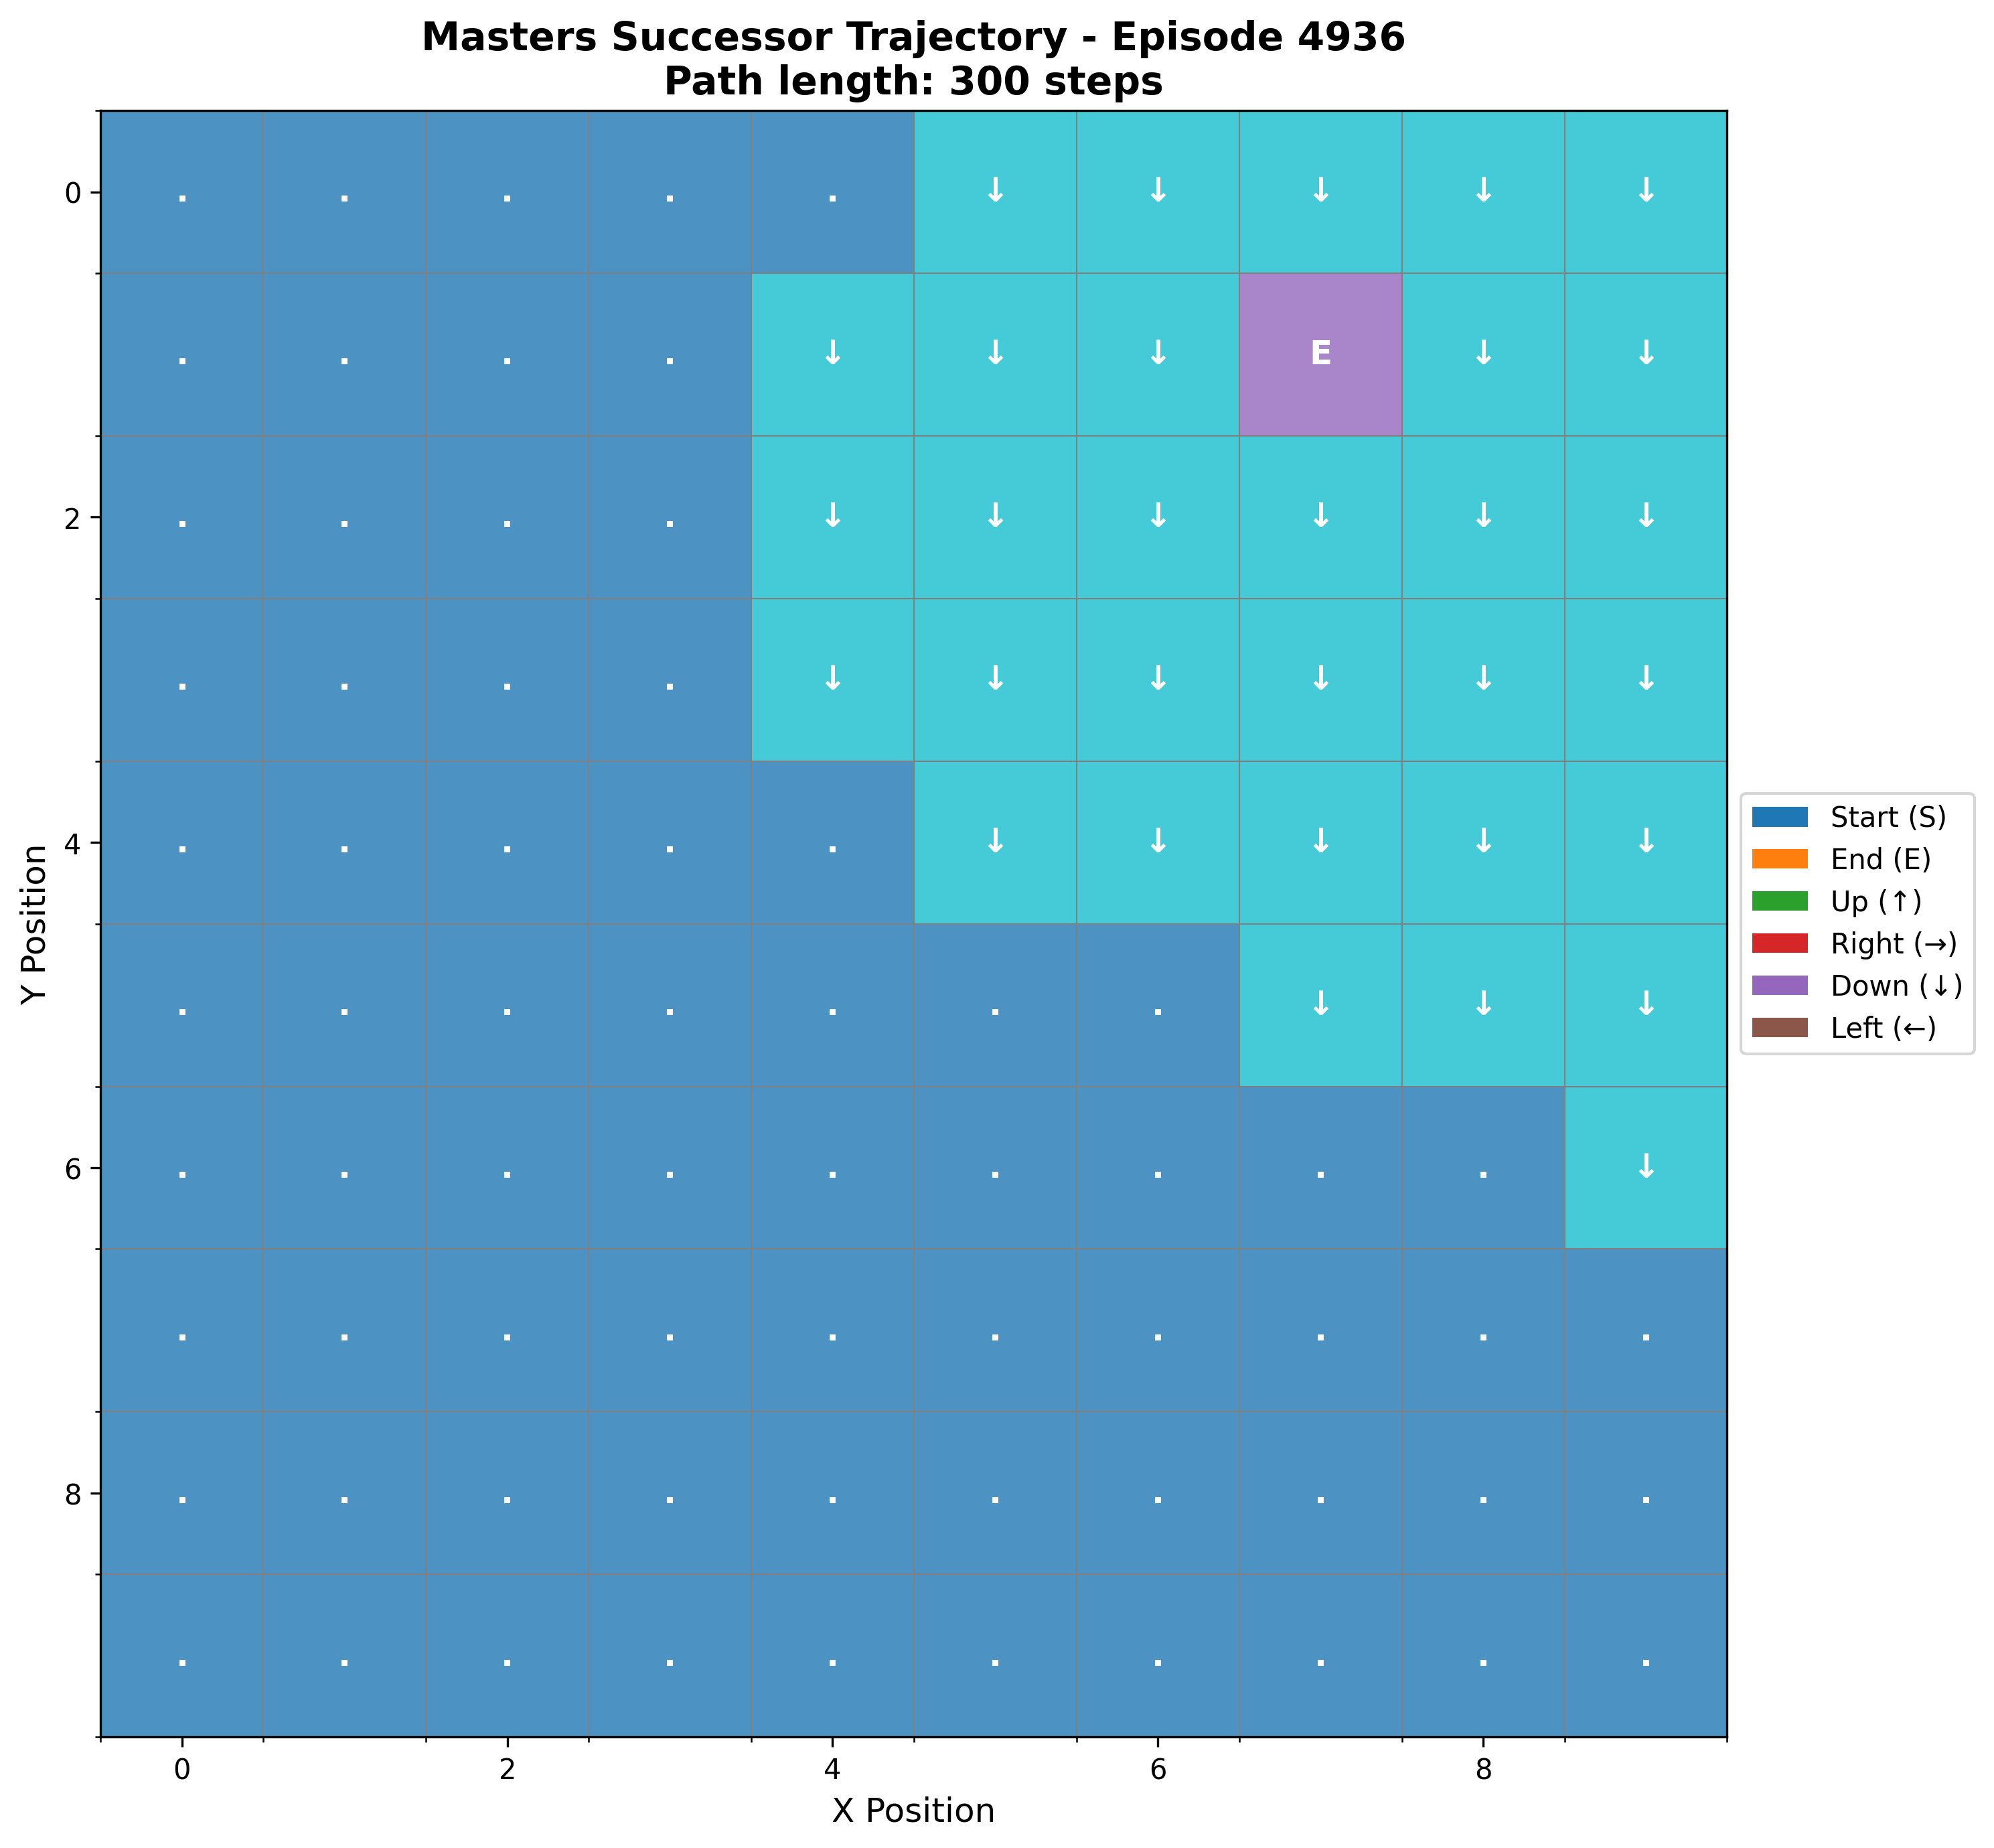 Masters Successor Trajectory - Episode 4936
Path length: 300 steps
0 . . . . . ↓ ↓ ↓ ↓ ↓
. . . . ↓ ↓ ↓ E ↓ ↓
2 . . . . ↓ ↓ ↓ ↓ ↓ ↓
. . . . ↓ ↓ ↓ ↓ ↓ ↓
4 . . . . . ↓ ↓ ↓ ↓ ↓
. . . . . . . ↓ ↓ ↓
6 . . . . . . . . . ↓
. . . . . . . . . .
8 . . . . . . . . . .
. . . . . . . . . .
0 2 4 6 8
X Position
Y Position
Start (S)
End (E)
Up (↑)
Right (→)
Down (↓)
Left (←)